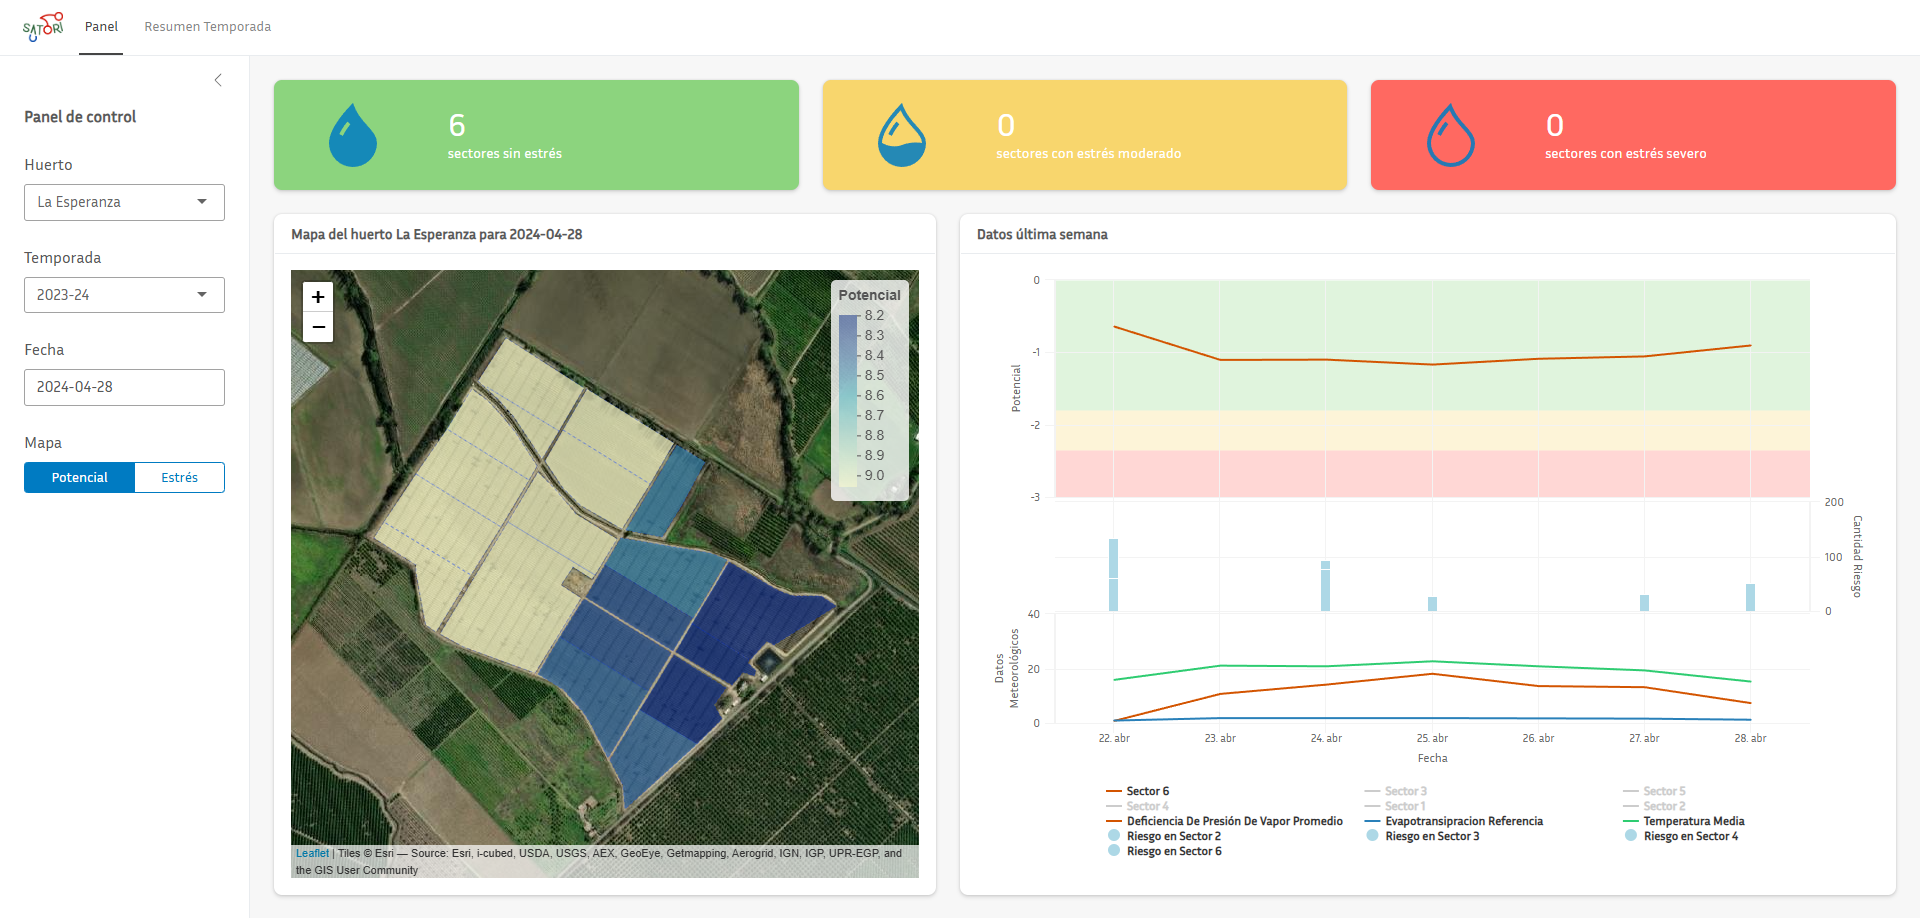 SATORI
Panel
Resumen Temporada
Panel de control
Huerto
La Esperanza
Temporada
2023-24
Fecha
2024-04-28
Mapa
Potencial
Estrés
6
sectores sin estrés
0
sectores con estrés moderado
0
sectores con estrés severo
Mapa del huerto La Esperanza para 2024-04-28
+
−
Potencial
8.2
8.3
8.4
8.5
8.6
8.7
8.8
8.9
9.0
Leaflet | Tiles © Esri — Source: Esri, i-cubed, USDA, USGS, AEX, GeoEye, Getmapping, Aerogrid, IGN, IGP, UPR-EGP, and
the GIS User Community
Datos última semana
Potencial
0
-1
-2
-3
Cantidad Riesgo
200
100
0
Datos
Meteorológicos
40
20
0
22. abr
23. abr
24. abr
25. abr
26. abr
27. abr
28. abr
Fecha
Sector 6
Sector 3
Sector 5
Sector 4
Sector 1
Sector 2
Deficiencia De Presión De Vapor Promedio
Evapotranspiracion Referencia
Temperatura Media
Riesgo en Sector 2
Riesgo en Sector 3
Riesgo en Sector 4
Riesgo en Sector 6